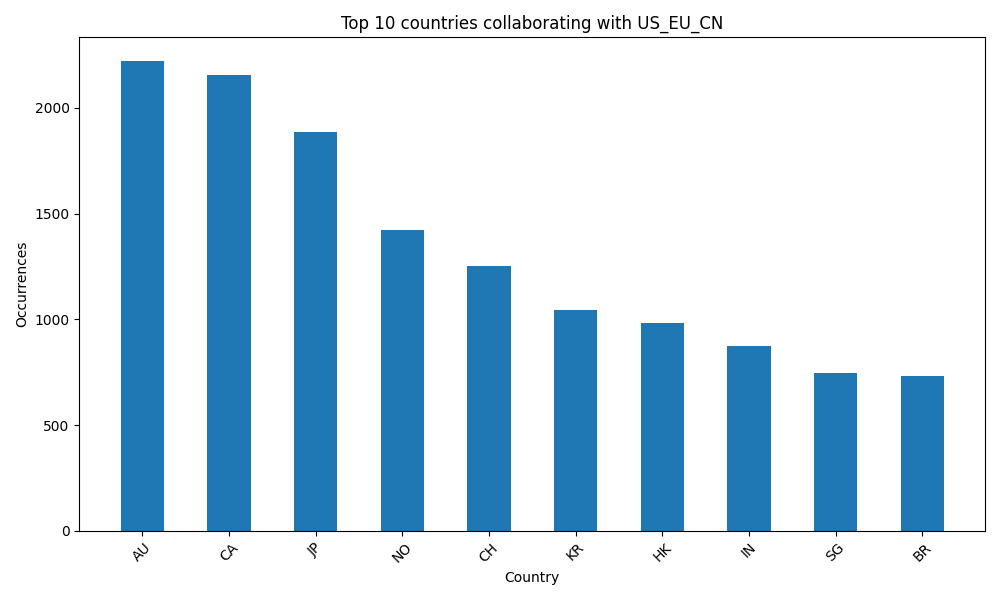 Top 10 countries collaborating with US_EU_CN
Occurrences
2000
1500
1000
500
0
AU
CA
JP
NO
CH
KR
HK
IN
SG
BR
Country